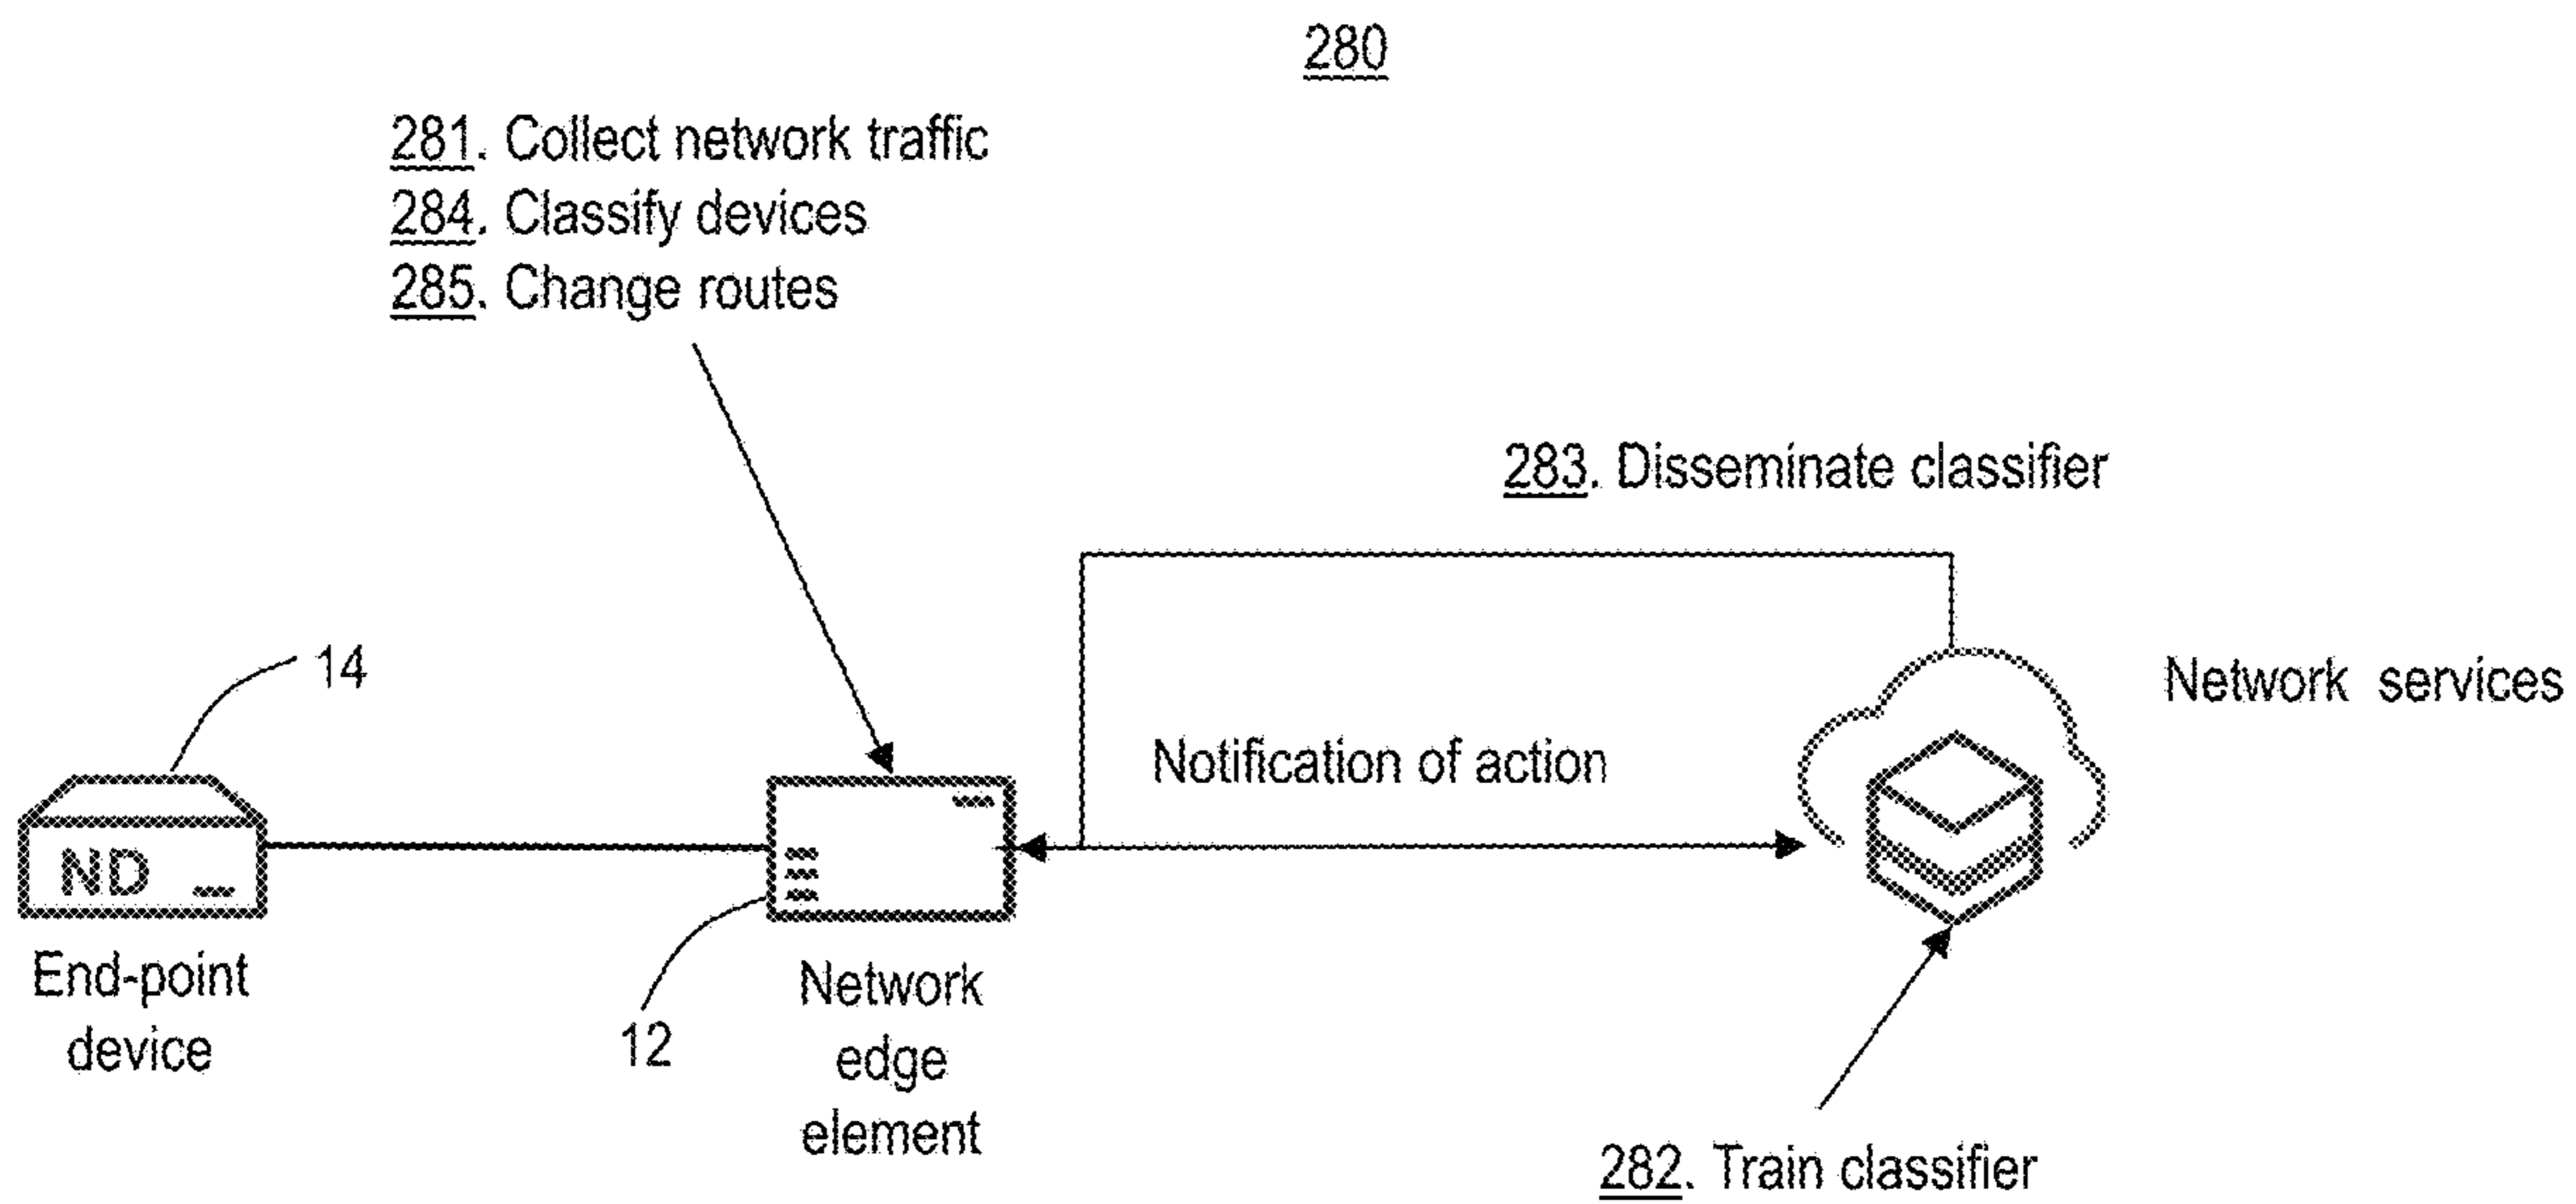 280
281. Collect network traffic
284. Classify devices
285. Change routes
283. Disseminate classifier
14
Network services
Notification of action
ND
End-point
device
12
Network
edge
element
282. Train classifier